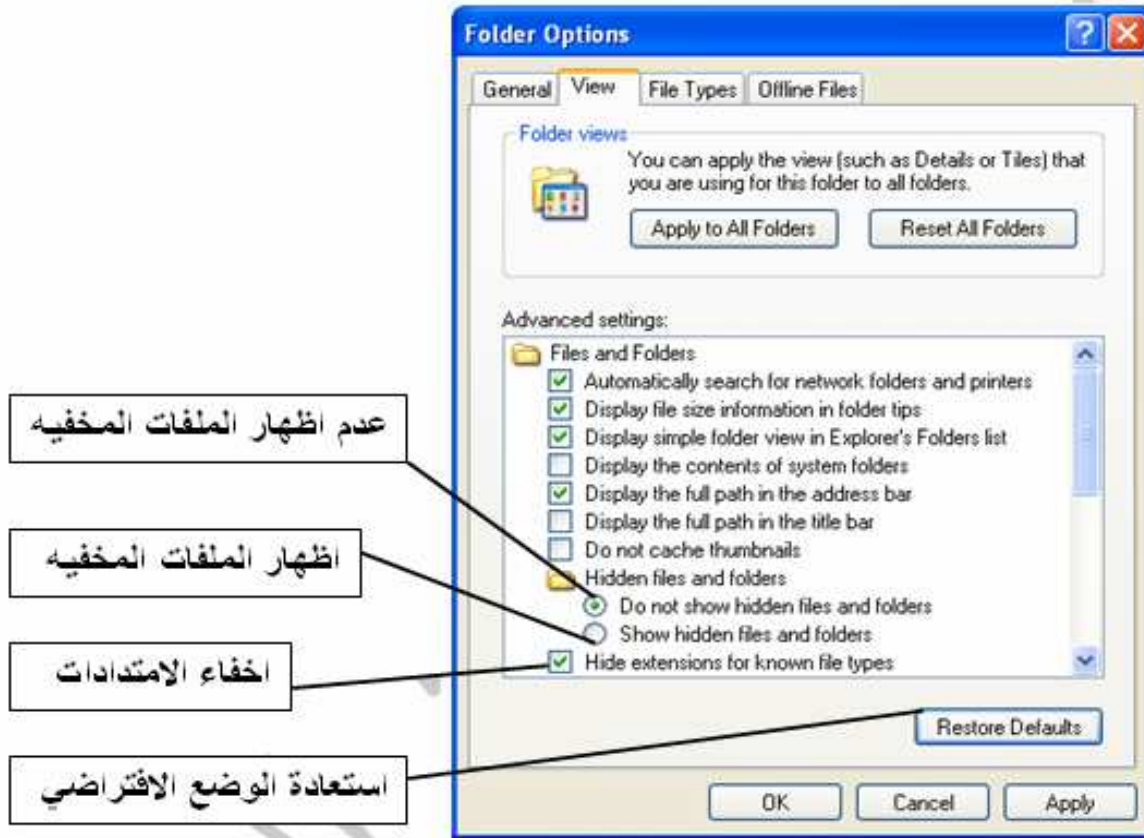 Folder Options
General View File Types Offline Files
Folder views
You can apply the view (such as Details or Tiles) that
you are using for this folder to all folders.
Apply to All Folders Reset All Folders
Advanced settings:
Files and Folders
Automatically search for network folders and printers
Display file size information in folder tips
Display simple folder view in Explorer's Folders list
Display the contents of system folders
Display the full path in the address bar
Display the full path in the title bar
Do not cache thumbnails
Hidden files and folders
Do not show hidden files and folders
Show hidden files and folders
Hide extensions for known file types
Restore Defaults
OK Cancel Apply
عدم اظهار الملفات المخفيه
اظهار الملفات المخفيه
اخفاء الامتدادات
استعادة الوضع الافتراضي